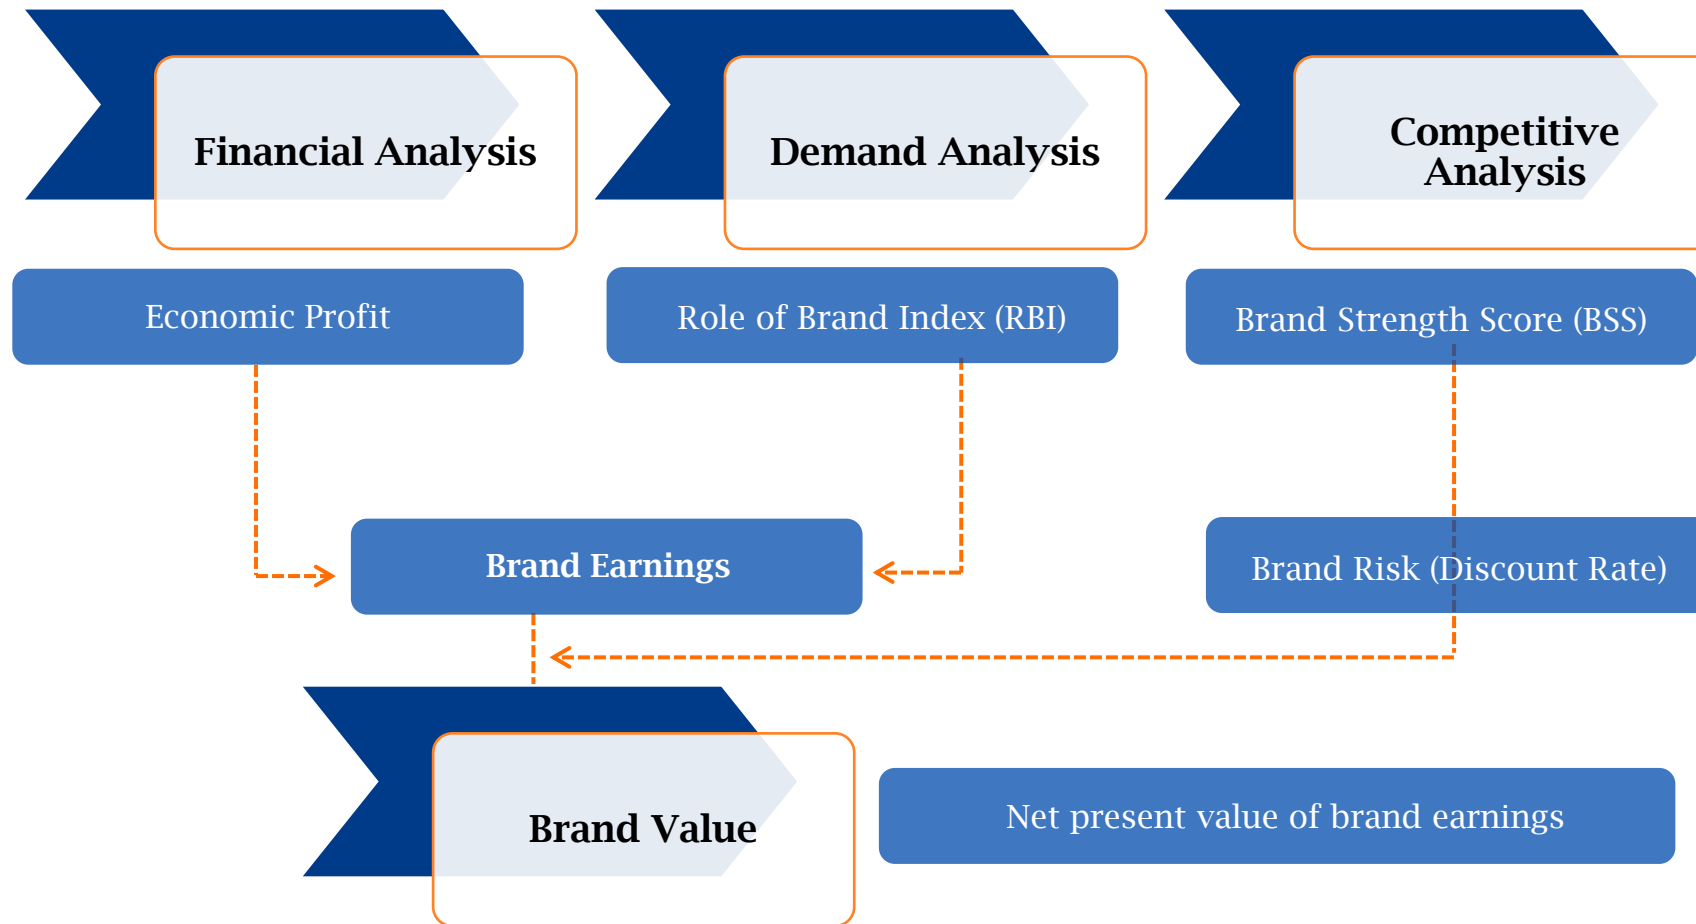 Financial Analysis
Demand Analysis
Competitive
Analysis
Economic Profit
Role of Brand Index (RBI)
Brand Strength Score (BSS)
Brand Earnings
Brand Risk (Discount Rate)
Brand Value
Net present value of brand earnings